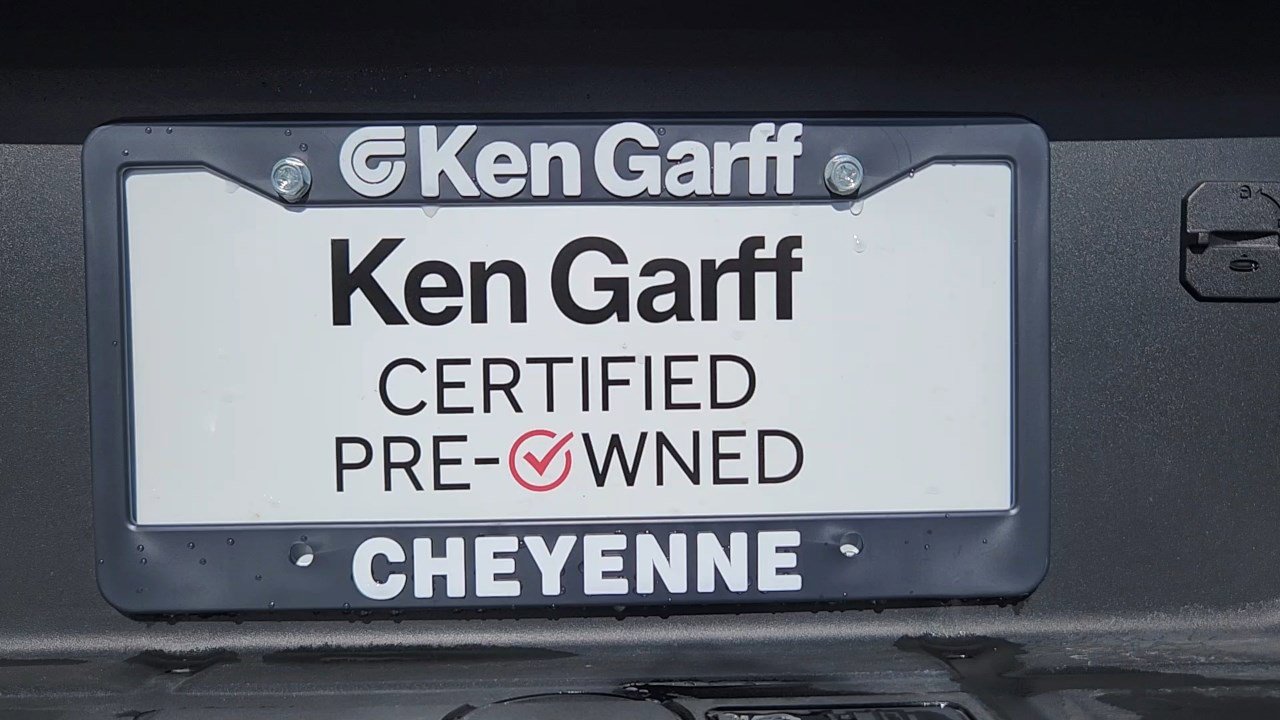 Ken Garff
Ken Garff
CERTIFIED
PRE-OWNED
CHEYENNE